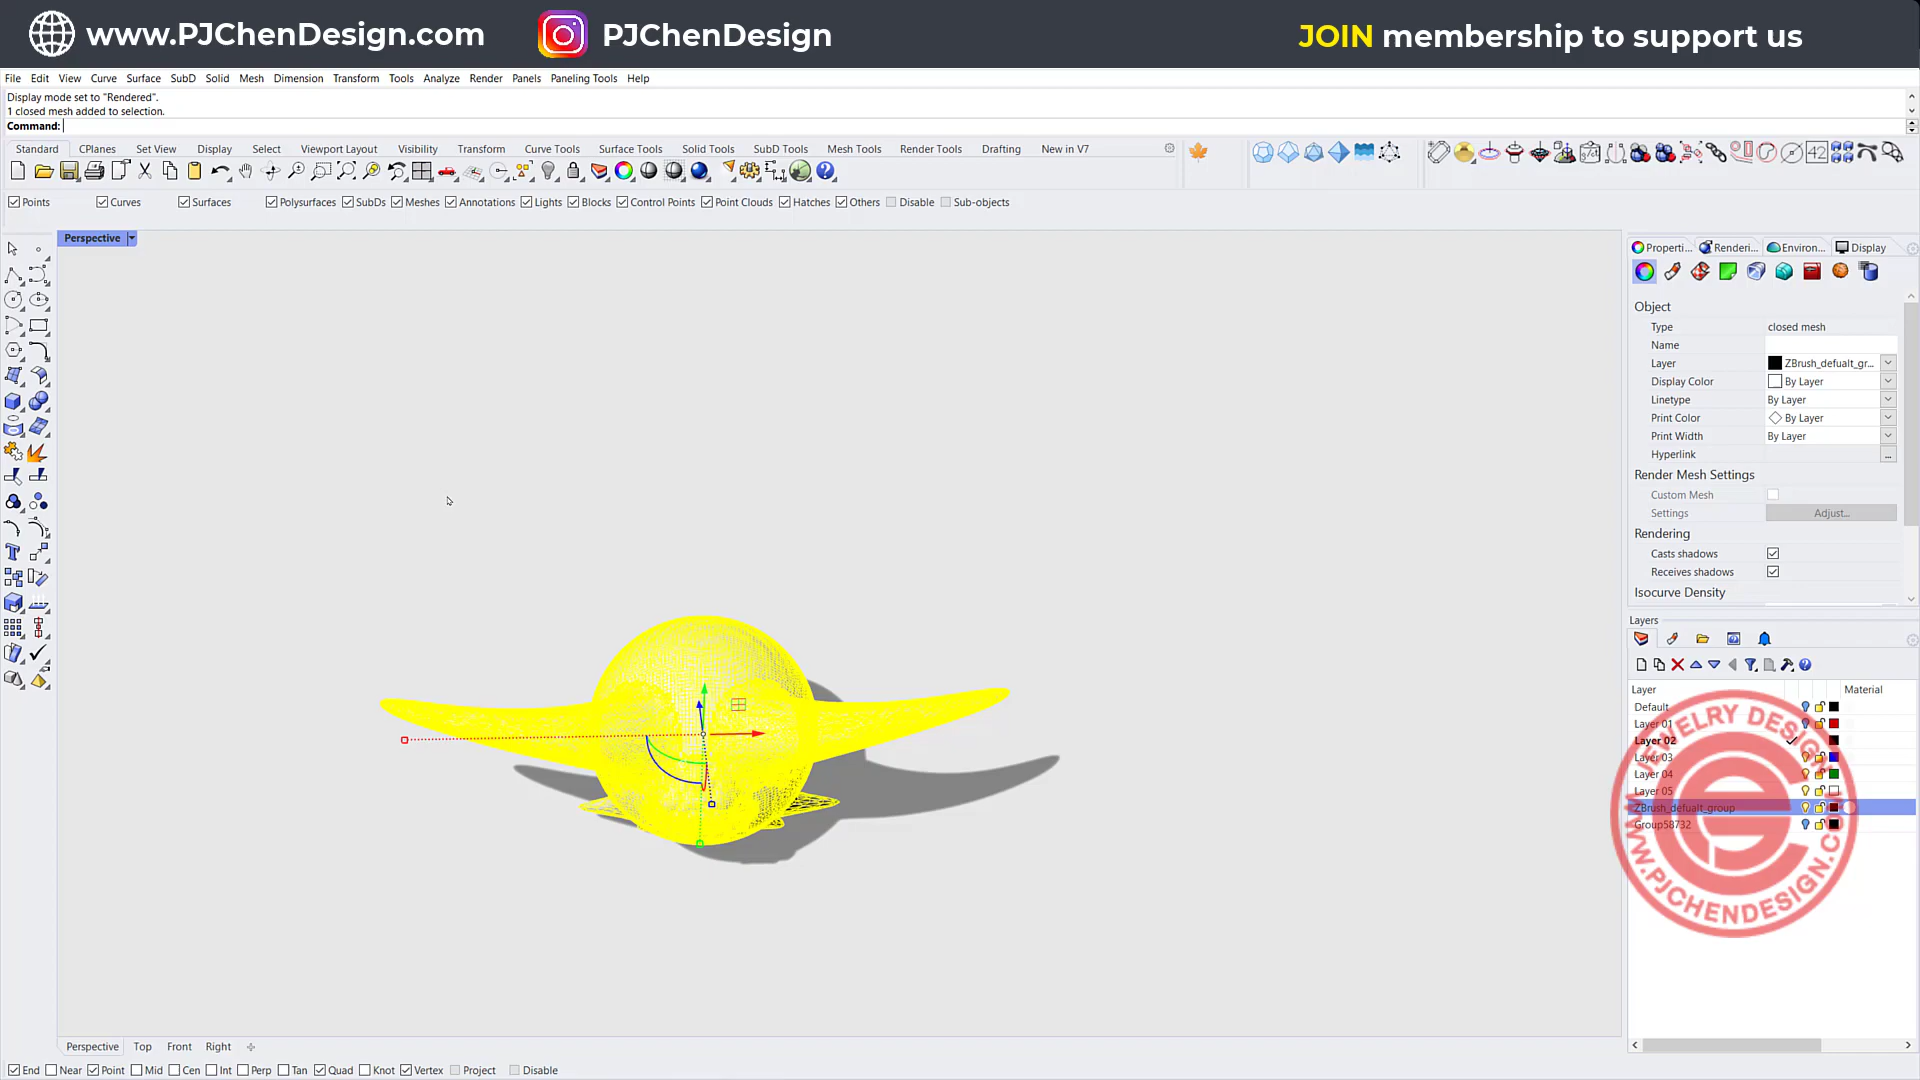 www.PJChenDesign.com PJChenDesign JOIN membership to support us
File Edit View Curve Surface SubD Solid Mesh Dimension Transform Tools Analyze Render Panels Paneling Tools Help
Display mode set to "Rendered".
1 closed mesh added to selection.
Command:
Standard CPlanes Set View Display Select Viewport Layout Visibility Transform Curve Tools Surface Tools Solid Tools SubD Tools Mesh Tools Render Tools Drafting New in V7
Points Curves Surfaces Polysurfaces SubDs Meshes Annotations Lights Blocks Control Points Point Clouds Hatches Others Disable Sub-objects
Perspective
Properti... Renderi... Environ... Display
Object
Type closed mesh
Name
Layer ZBrush_defualt_gr...
Display Color By Layer
Linetype By Layer
Print Color By Layer
Print Width By Layer
Hyperlink ...
Render Mesh Settings
Custom Mesh
Settings Adjust...
Rendering
Casts shadows
Receives shadows
Isocurve Density
Layers
Layer Material
Default
Layer 01
Layer 02
Layer 03
Layer 04
Layer 05
ZBrush_defualt_group
Group58732
JEWELRY DESIGN
WWW.PJCHENDESIGN.COM
Perspective Top Front Right
End Near Point Mid Cen Int Perp Tan Quad Knot Vertex Project Disable